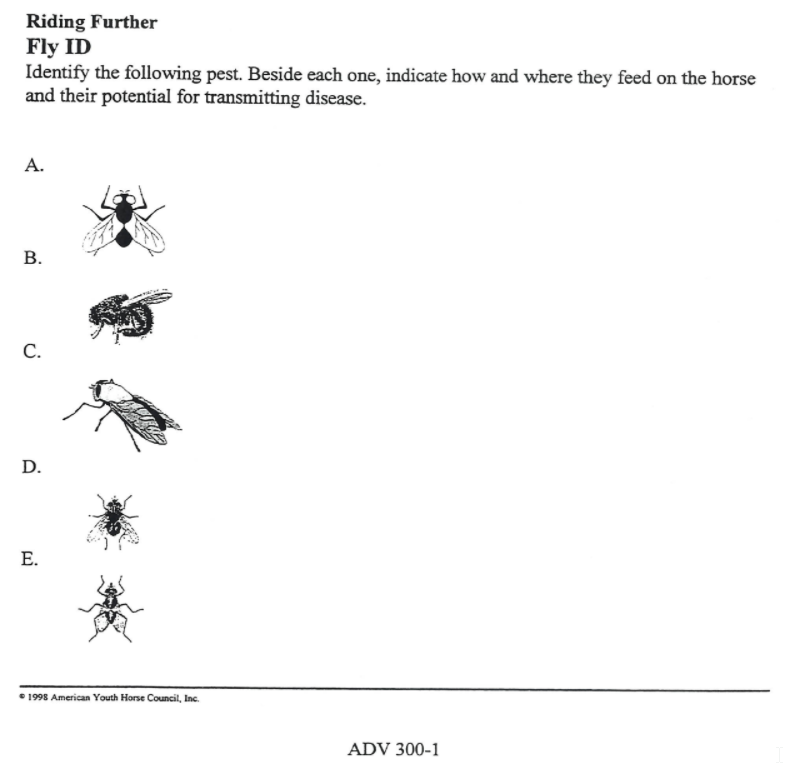 Riding Further
Fly ID
Identify the following pest. Beside each one, indicate how and where they feed on the horse
and their potential for transmitting disease.
A.
B.
C.
D.
E.
© 1998 American Youth Horse Council, Inc.
ADV 300-1